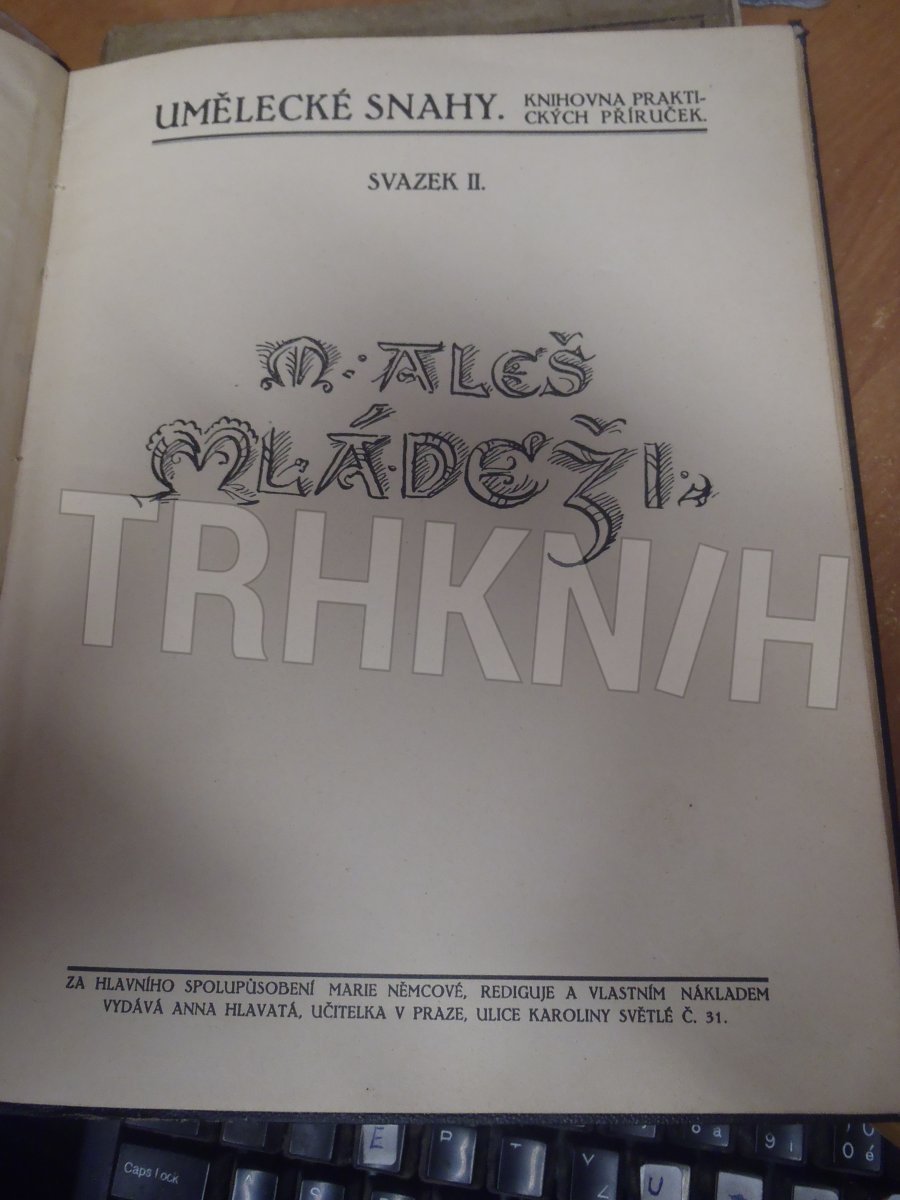 UMĚLECKÉ SNAHY. KNIHOVNA PRAKTI-
CKÝCH PŘÍRUČEK.
SVAZEK II.
M: ALEŠ
MLÁDEŽI
TRHKN/H
ZA HLAVNÍHO SPOLUPŮSOBENÍ MARIE NĚMCOVÉ, REDIGUJE A VLASTNÍM NÁKLADEM
VYDÁVÁ ANNA HLAVATÁ, UČITELKA V PRAZE, ULICE KAROLINY SVĚTLÉ Č. 31.
Caps lock